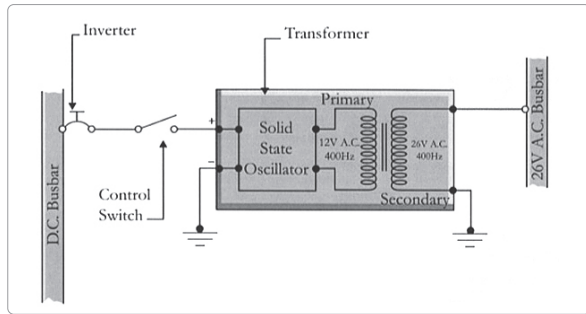 Inverter
Transformer
D.C. Busbar
Control
Switch
+
−
Solid
State
Oscillator
Primary
12V A.C.
400Hz
26V A.C.
400Hz
Secondary
26V A.C. Busbar